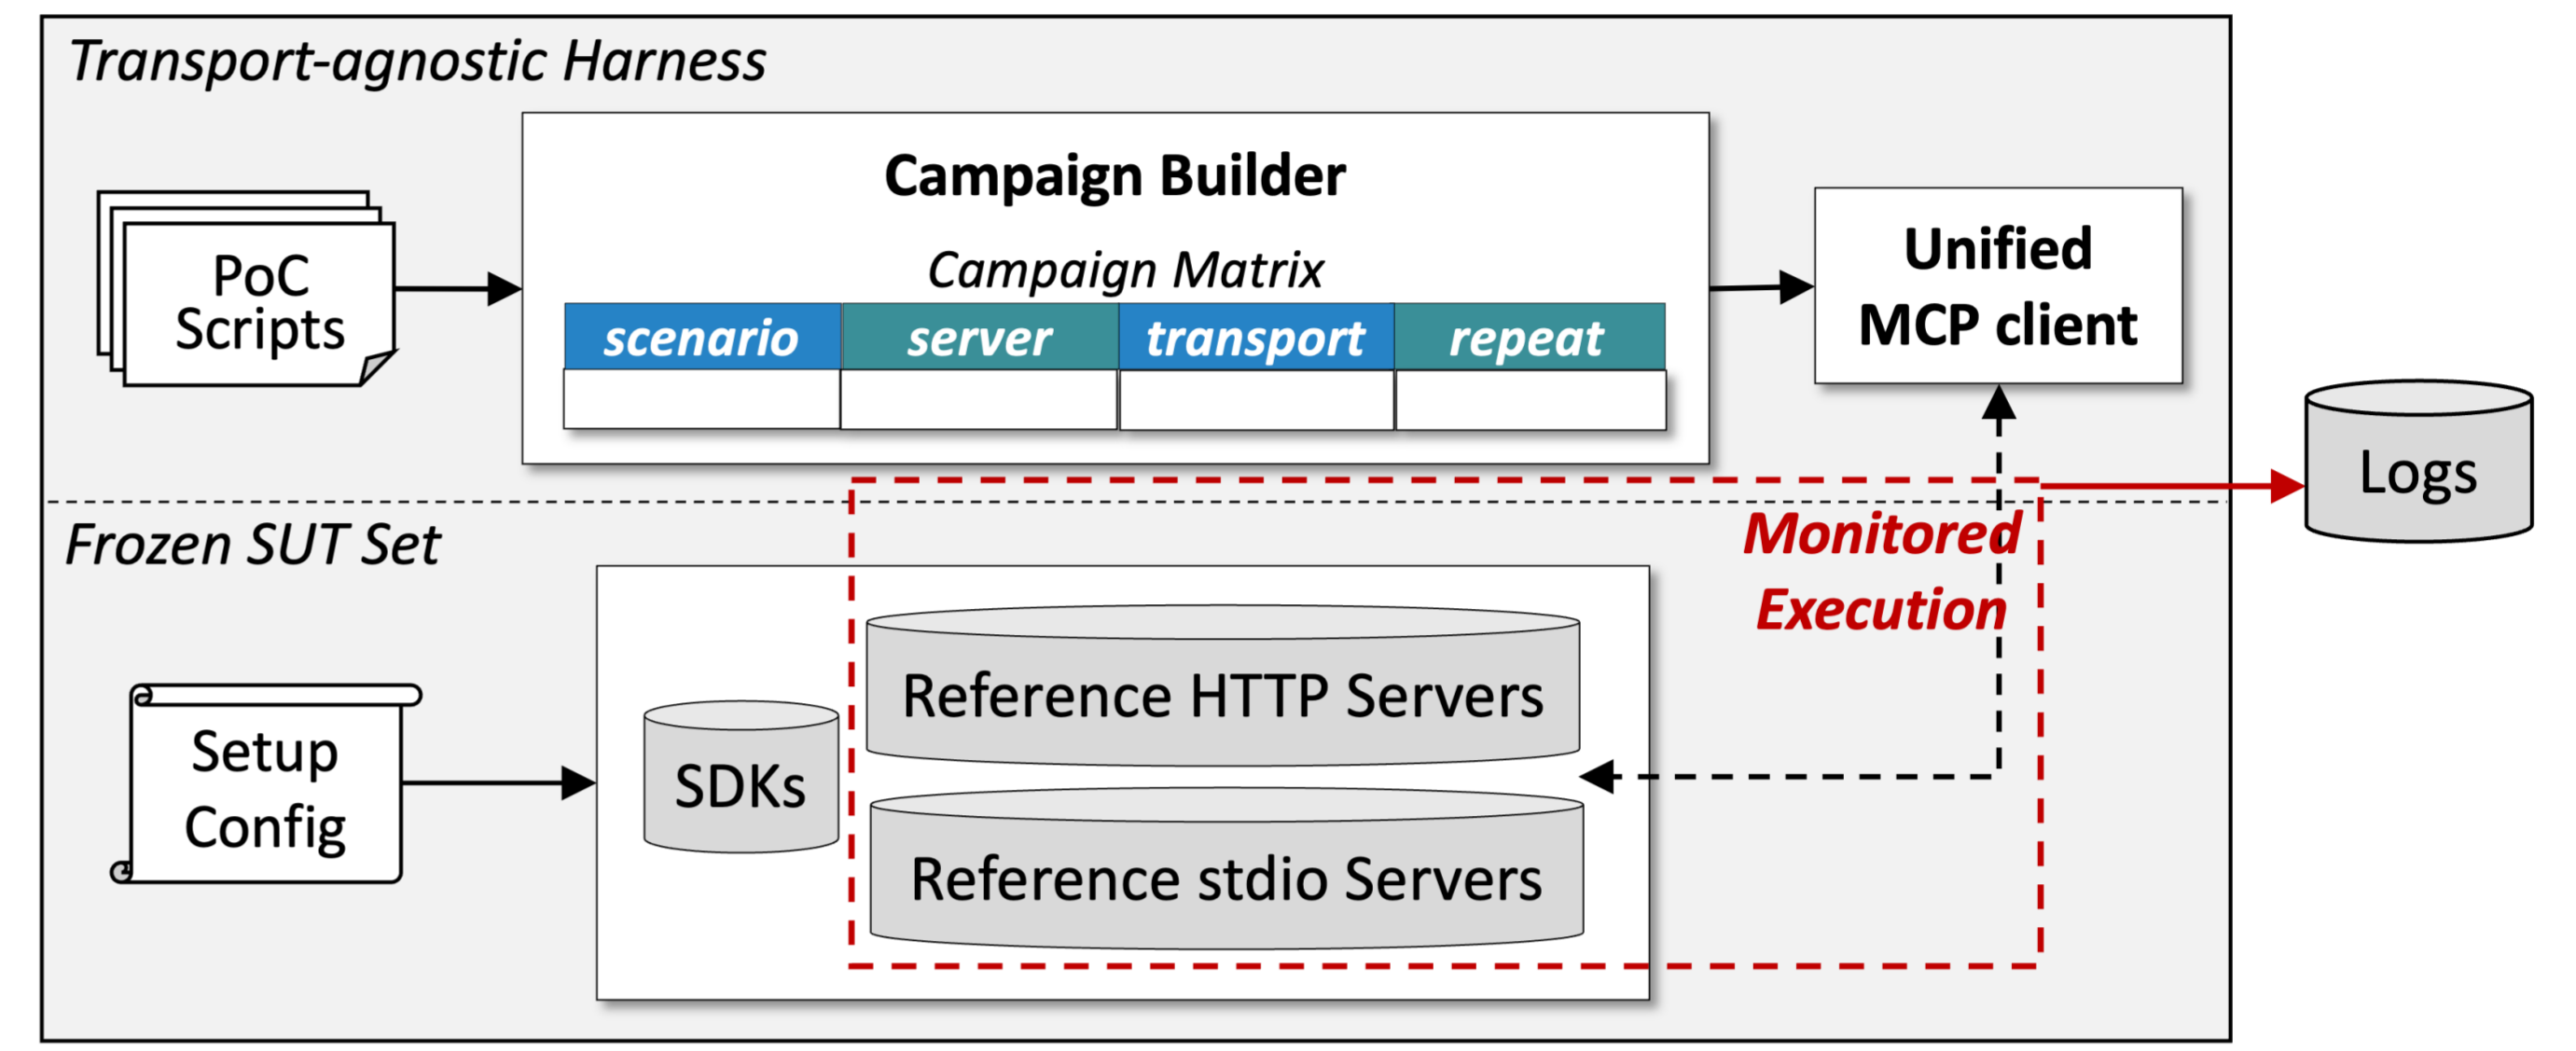 Transport-agnostic Harness
PoC
Scripts
Campaign Builder
Campaign Matrix
scenario server transport repeat
Unified
MCP client
Logs
Frozen SUT Set
Monitored
Execution
Setup
Config
SDKs
Reference HTTP Servers
Reference stdio Servers